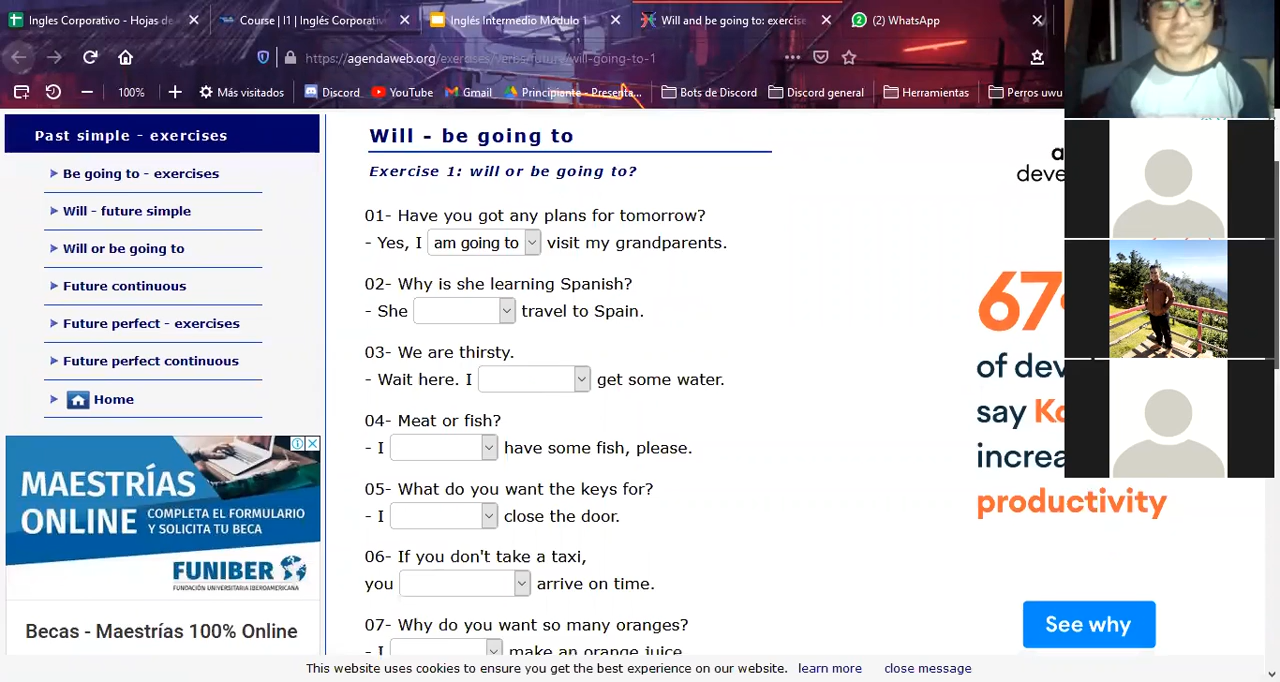 Ingles Corporativo - Hojas de
Course | I1 | Inglés Corporativ
Inglés Intermedio Módulo 1
Will and be going to: exercise
(2) WhatsApp
https://agendaweb.org/exercises/verbs/future/will-going-to-1
100%
Más visitados
Discord
YouTube
Gmail
Principiante - Presenta...
Bots de Discord
Discord general
Herramientas
Perros uwu
Past simple - exercises
Be going to - exercises
Will - future simple
Will or be going to
Future continuous
Future perfect - exercises
Future perfect continuous
Home
MAESTRÍAS
ONLINE
COMPLETA EL FORMULARIO
Y SOLICITA TU BECA
FUNIBER
FUNDACIÓN UNIVERSITARIA IBEROAMERICANA
Becas - Maestrías 100% Online
Will - be going to
Exercise 1: will or be going to?
01- Have you got any plans for tomorrow?
- Yes, I am going to visit my grandparents.
02- Why is she learning Spanish?
- She travel to Spain.
03- We are thirsty.
- Wait here. I get some water.
04- Meat or fish?
- I have some fish, please.
05- What do you want the keys for?
- I close the door.
06- If you don't take a taxi,
you arrive on time.
07- Why do you want so many oranges?
- I make an orange juice
a
deve
67
of dev
say Ko
increa
productivity
See why
This website uses cookies to ensure you get the best experience on our website. learn more close message